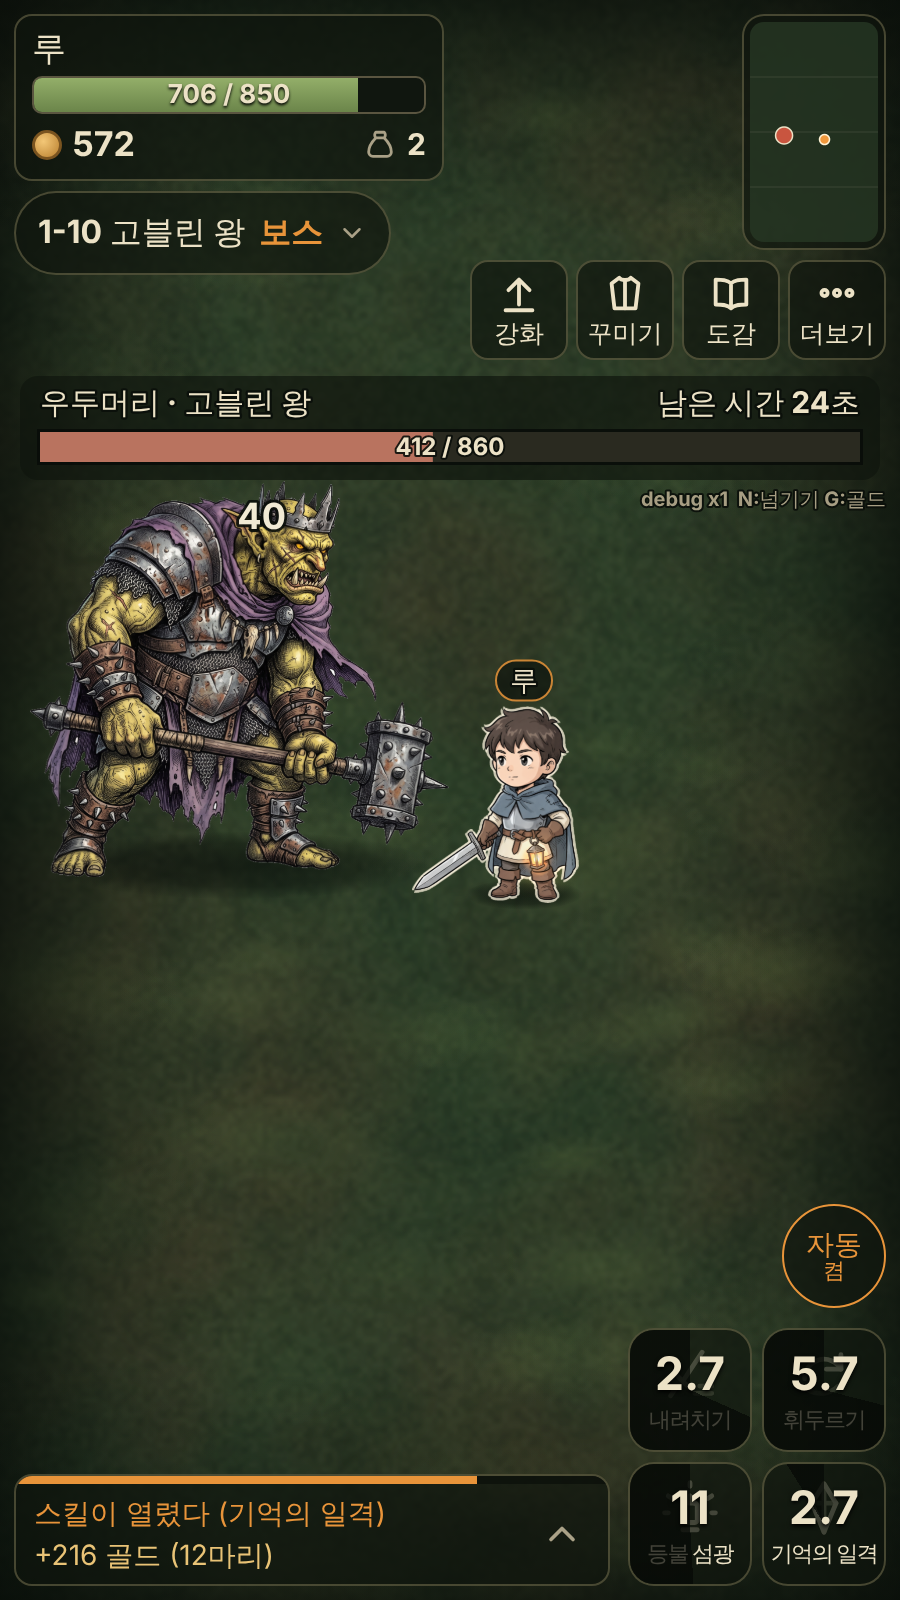 루
706 / 850
572
2
1-10 고블린 왕 보스
강화
꾸미기
도감
더보기
우두머리 · 고블린 왕
남은 시간 24초
412 / 860
debug x1 N:넘기기 G:골드
40
루
자동
켬
2.7
내려치기
5.7
휘두르기
11
등불 섬광
2.7
기억의 일격
스킬이 열렸다 (기억의 일격)
+216 골드 (12마리)